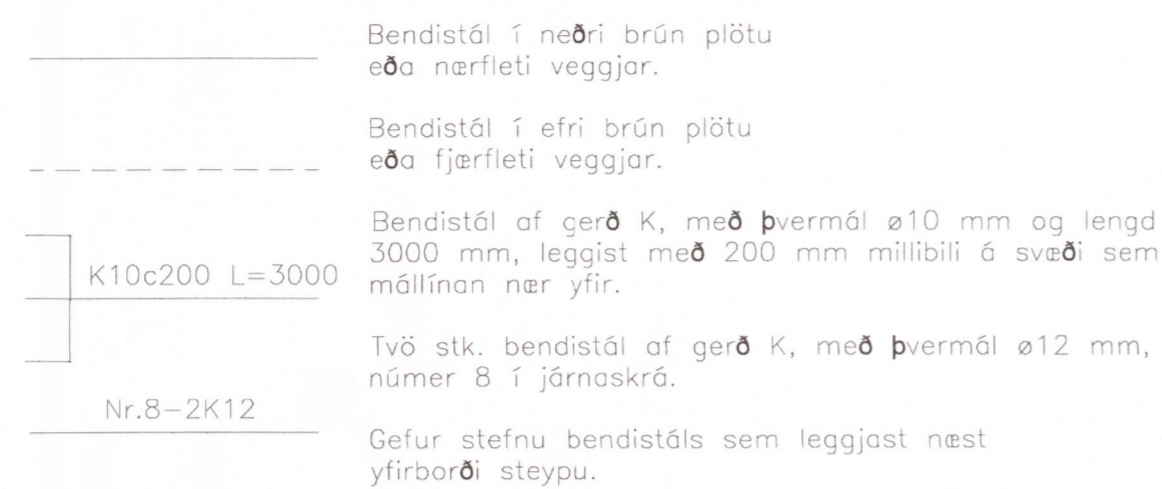 Bendistál í neðri brún plötu
eða nærfleti veggjar.
Bendistál í efri brún plötu
eða fjærfleti veggjar.
K10c200 L=3000
Bendistál af gerð K, með þvermál ø10 mm og lengd
3000 mm, leggist með 200 mm millibili á svæði sem
mállínan nær yfir.
Nr.8-2K12
Tvö stk. bendistál af gerð K, með þvermál ø12 mm,
númer 8 í járnaskrá.
Gefur stefnu bendistáls sem leggjast næst
yfirborði steypu.